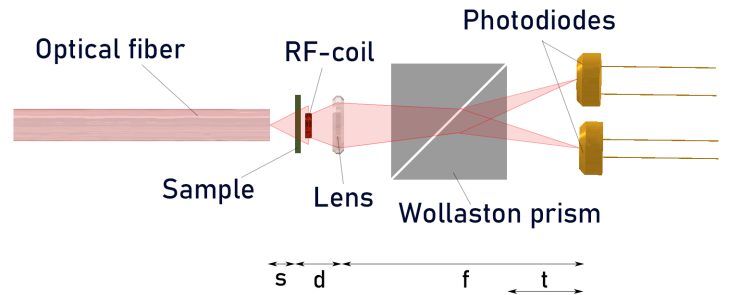 Photodiodes
Optical fiber
RF-coil
Sample
Lens
Wollaston prism
s
d
f
t